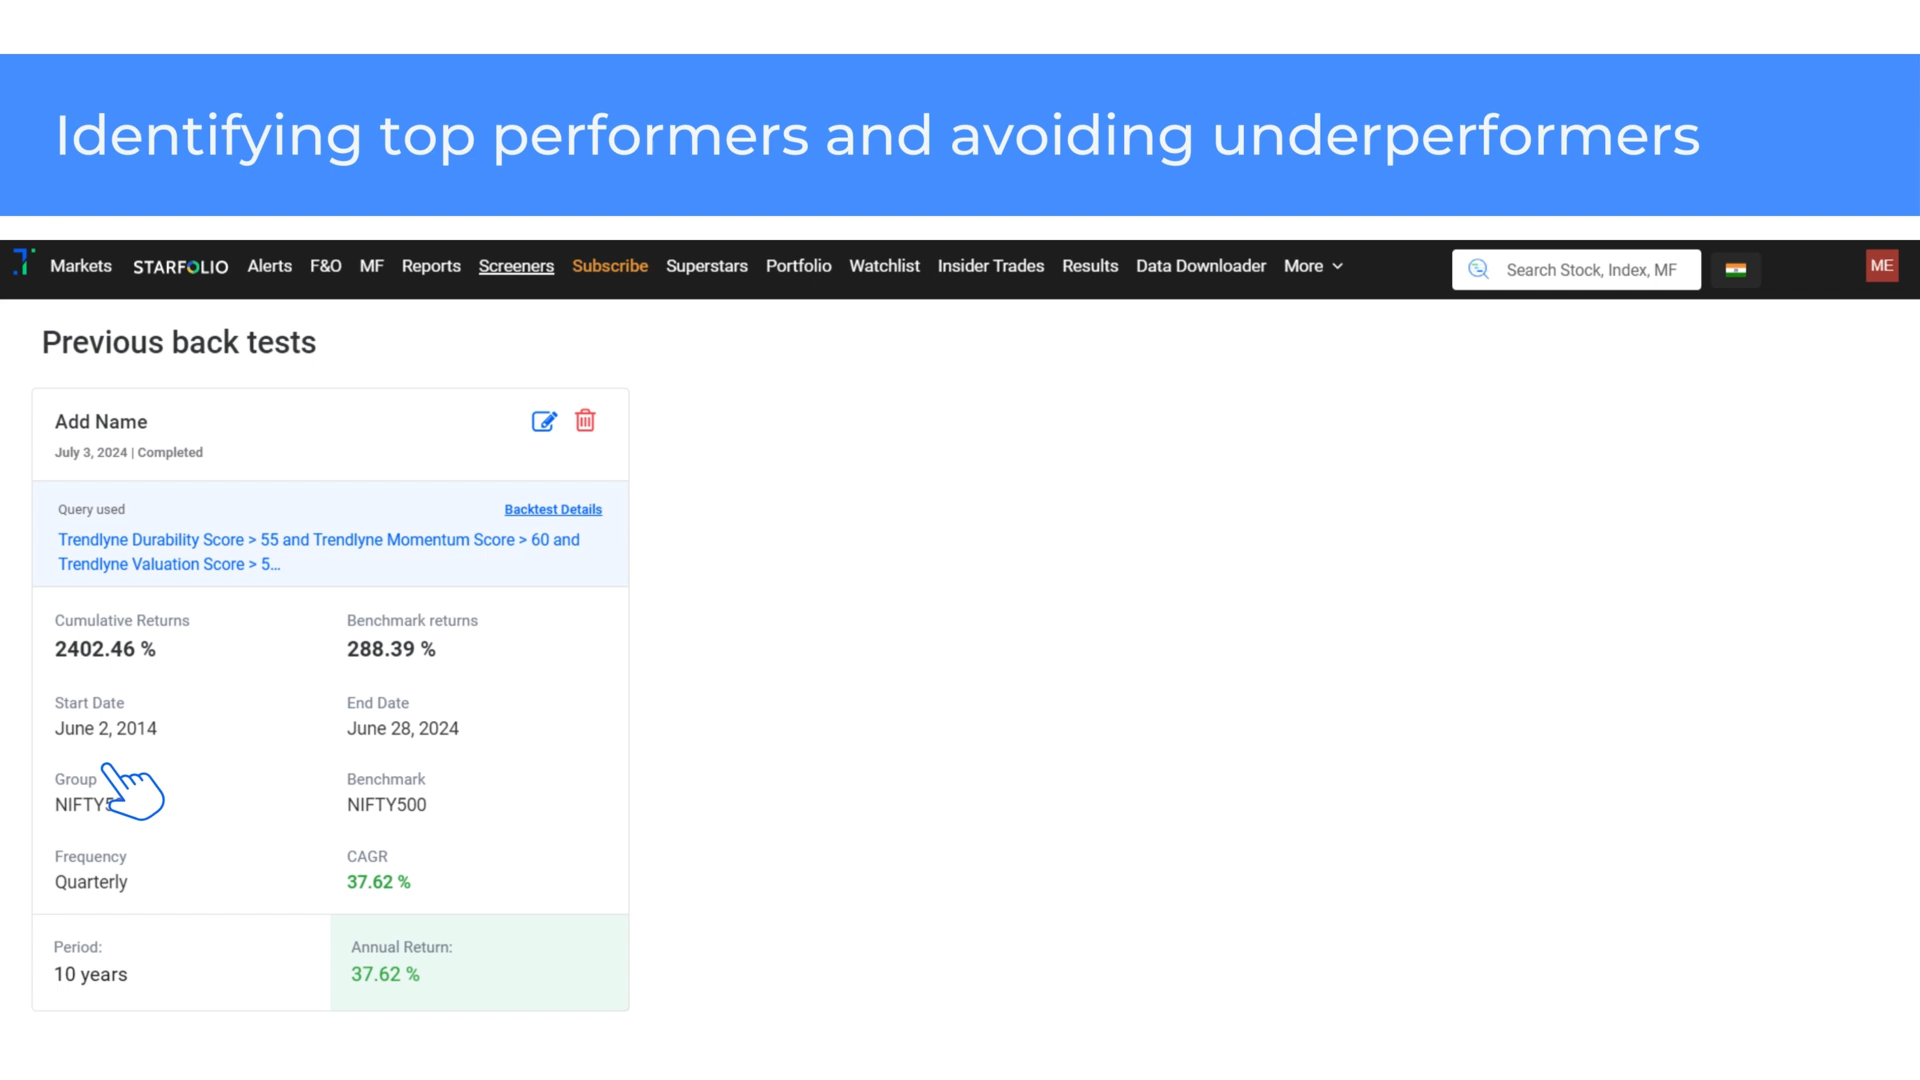 Identifying top performers and avoiding underperformers
Markets STARFOLIO Alerts F&O MF Reports Screeners Subscribe Superstars Portfolio Watchlist Insider Trades Results Data Downloader More Search Stock, Index, MF ME
Previous back tests
Add Name
July 3, 2024 | Completed
Query used Backtest Details
Trendlyne Durability Score > 55 and Trendlyne Momentum Score > 60 and
Trendlyne Valuation Score > 5...
Cumulative Returns Benchmark returns
2402.46 % 288.39 %
Start Date End Date
June 2, 2014 June 28, 2024
Group Benchmark
NIFTY500
Frequency CAGR
Quarterly 37.62 %
Period: Annual Return:
10 years 37.62 %